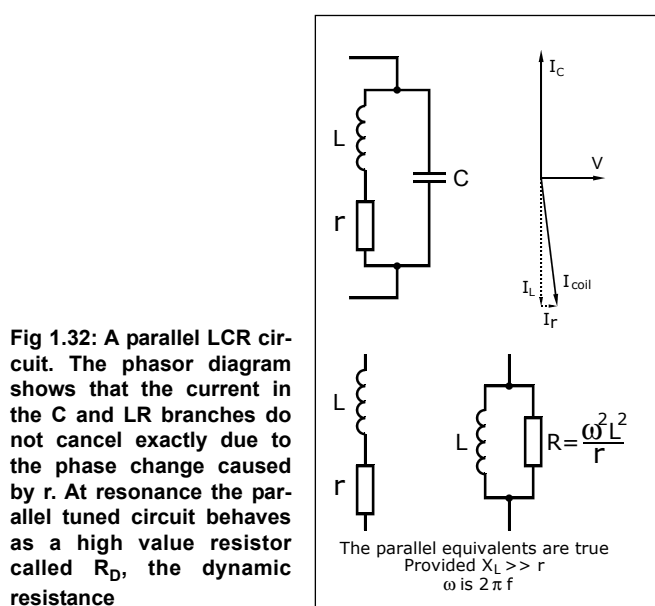 Fig 1.32: A parallel LCR cir-
cuit. The phasor diagram
shows that the current in
the C and LR branches do
not cancel exactly due to
the phase change caused
by r. At resonance the par-
allel tuned circuit behaves
as a high value resistor
called R_D, the dynamic
resistance
L
r
C
I_C
V
I_L
I_coil
I_r
L
r
L
R=ω²L²/r
The parallel equivalents are true
Provided X_L >> r
ω is 2πf